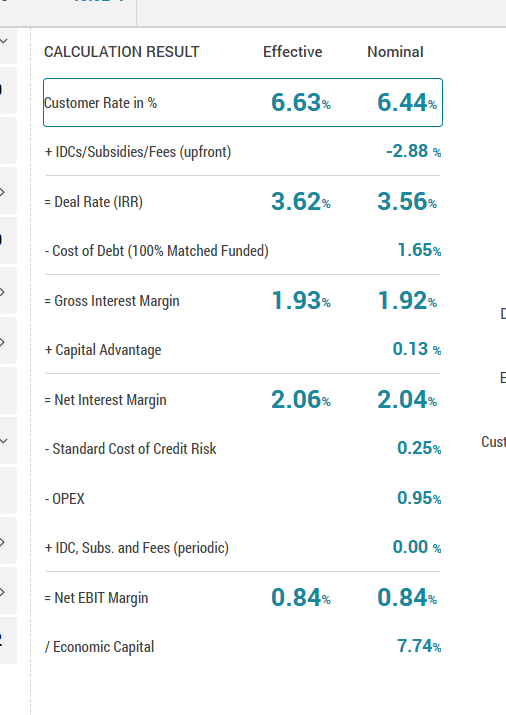 CALCULATION RESULT Effective Nominal
Customer Rate in % 6.63% 6.44%
+ IDCs/Subsidies/Fees (upfront) -2.88 %
= Deal Rate (IRR) 3.62% 3.56%
- Cost of Debt (100% Matched Funded) 1.65%
= Gross Interest Margin 1.93% 1.92%
+ Capital Advantage 0.13 %
= Net Interest Margin 2.06% 2.04%
- Standard Cost of Credit Risk 0.25%
- OPEX 0.95%
+ IDC, Subs. and Fees (periodic) 0.00 %
= Net EBIT Margin 0.84% 0.84%
/ Economic Capital 7.74%